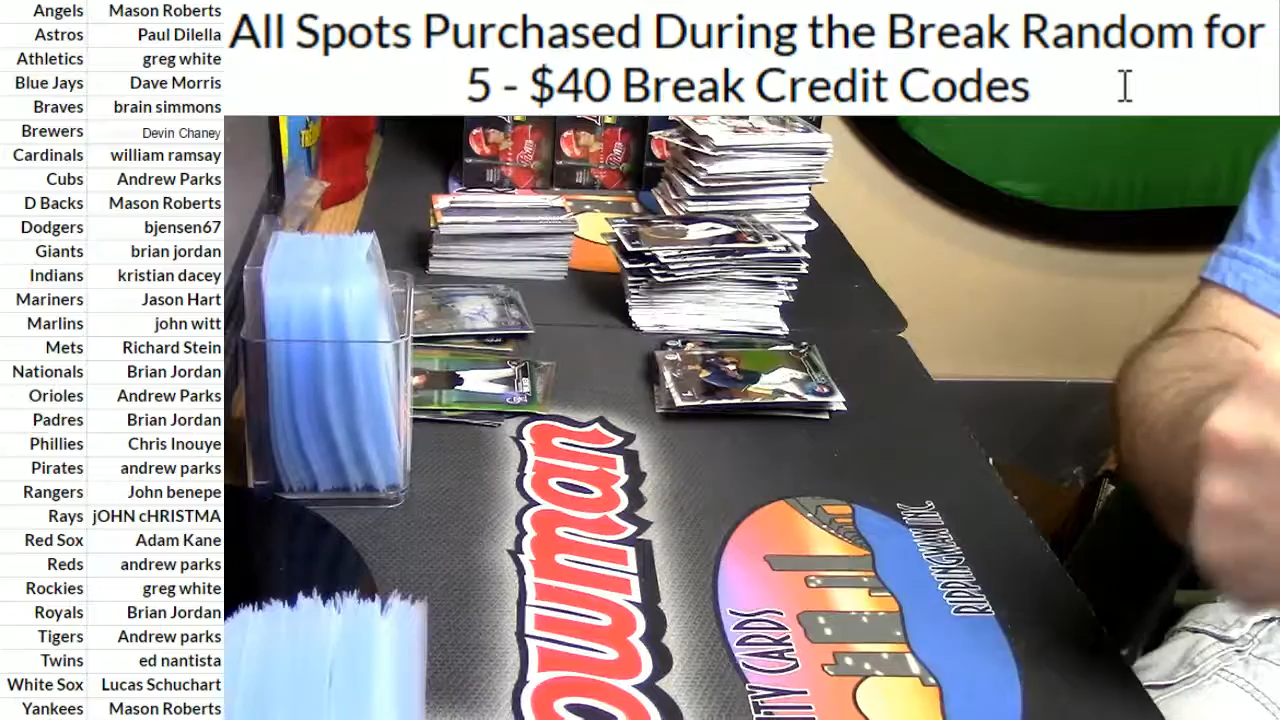 All Spots Purchased During the Break Random for
5 - $40 Break Credit Codes
Angels Mason Roberts
Astros Paul Dilella
Athletics greg white
Blue Jays Dave Morris
Braves brain simmons
Brewers Devin Chaney
Cardinals william ramsay
Cubs Andrew Parks
D Backs Mason Roberts
Dodgers bjensen67
Giants brian jordan
Indians kristian dacey
Mariners Jason Hart
Marlins john witt
Mets Richard Stein
Nationals Brian Jordan
Orioles Andrew Parks
Padres Brian Jordan
Phillies Chris Inouye
Pirates andrew parks
Rangers John benepe
Rays jOHN cHRISTMA
Red Sox Adam Kane
Reds andrew parks
Rockies greg white
Royals Brian Jordan
Tigers Andrew parks
Twins ed nantista
White Sox Lucas Schuchart
Yankees Mason Roberts
owman
ITY CARDS
RIPPINGWAX INC.